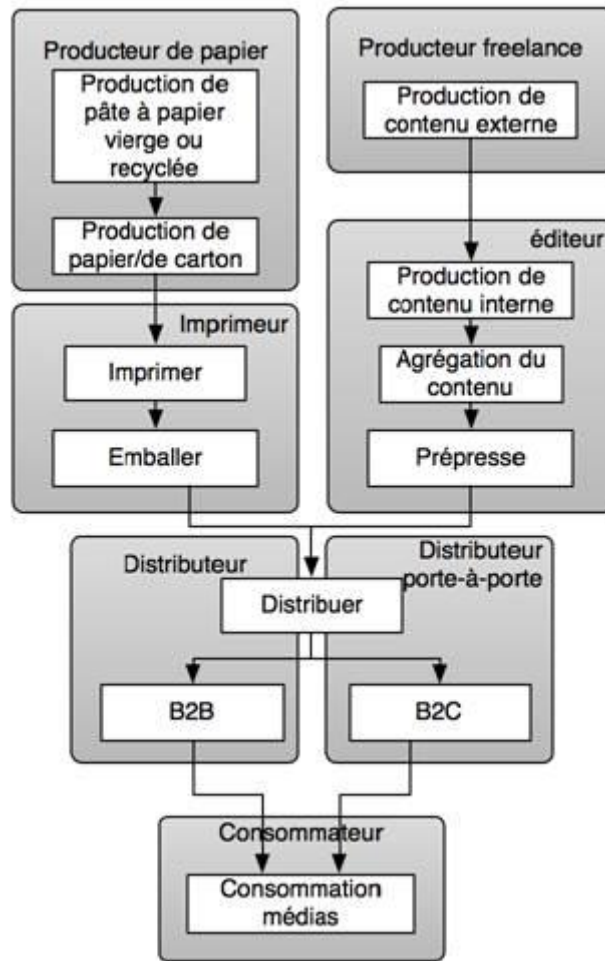 Producteur de papier
Production de
pâte à papier
vierge ou
recyclée
Production de
papier/de carton
Producteur freelance
Production de
contenu externe
Imprimeur
Imprimer
Emballer
éditeur
Production de
contenu interne
Agrégation du
contenu
Prépresse
Distributeur
Distributeur
porte-à-porte
Distribuer
B2B
B2C
Consommateur
Consommation
médias